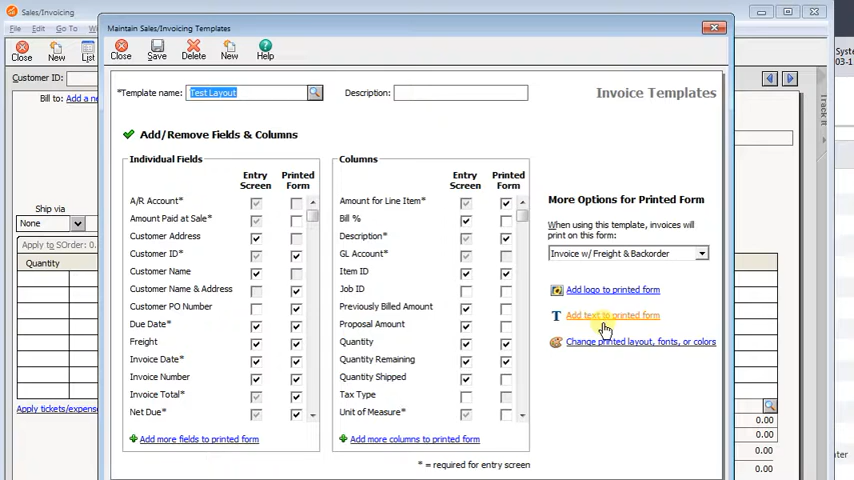 Sales/Invoicing
File Edit Go To
Close New List
Customer ID:
Bill to: Add a ne
Ship via
None
Apply to SOrder: 0.
Quantity
Apply tickets/expense
Maintain Sales/Invoicing Templates
Close Save Delete New Help
*Template name: Test Layout Description: Invoice Templates
Add/Remove Fields & Columns
Individual Fields
Entry Screen Printed Form
A/R Account*
Amount Paid at Sale*
Customer Address
Customer ID*
Customer Name
Customer Name & Address
Customer PO Number
Due Date*
Freight
Invoice Date*
Invoice Number
Invoice Total*
Net Due*
Add more fields to printed form
Columns
Entry Screen Printed Form
Amount for Line Item*
Bill %
Description*
GL Account*
Item ID
Job ID
Previously Billed Amount
Proposal Amount
Quantity
Quantity Remaining
Quantity Shipped
Tax Type
Unit of Measure*
Add more columns to printed form
* = required for entry screen
More Options for Printed Form
When using this template, invoices will
print on this form:
Invoice w/ Freight & Backorder
Add logo to printed form
T Add text to printed form
Change printed layout, fonts, or colors
Track It
0.00
0.00
0.00
0.00
Syste
03-1
ter